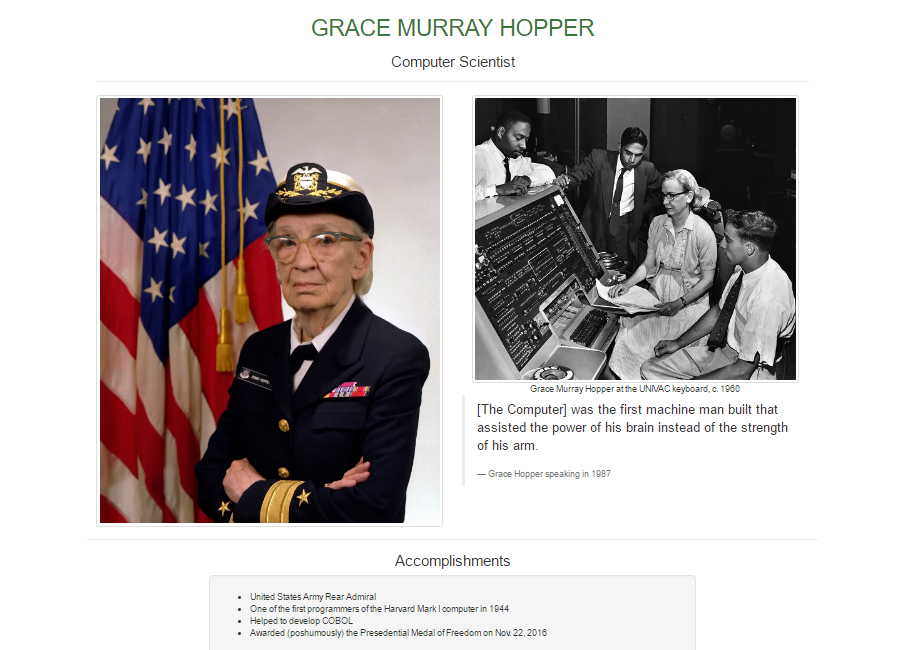 GRACE MURRAY HOPPER
Computer Scientist
Grace Murray Hopper at the UNIVAC keyboard, c. 1960
[The Computer] was the first machine man built that
assisted the power of his brain instead of the strength
of his arm.
— Grace Hopper speaking in 1987
Accomplishments
• United States Army Rear Admiral
• One of the first programmers of the Harvard Mark I computer in 1944
• Helped to develop COBOL
• Awarded (poshumously) the Presedential Medal of Freedom on Nov. 22, 2016